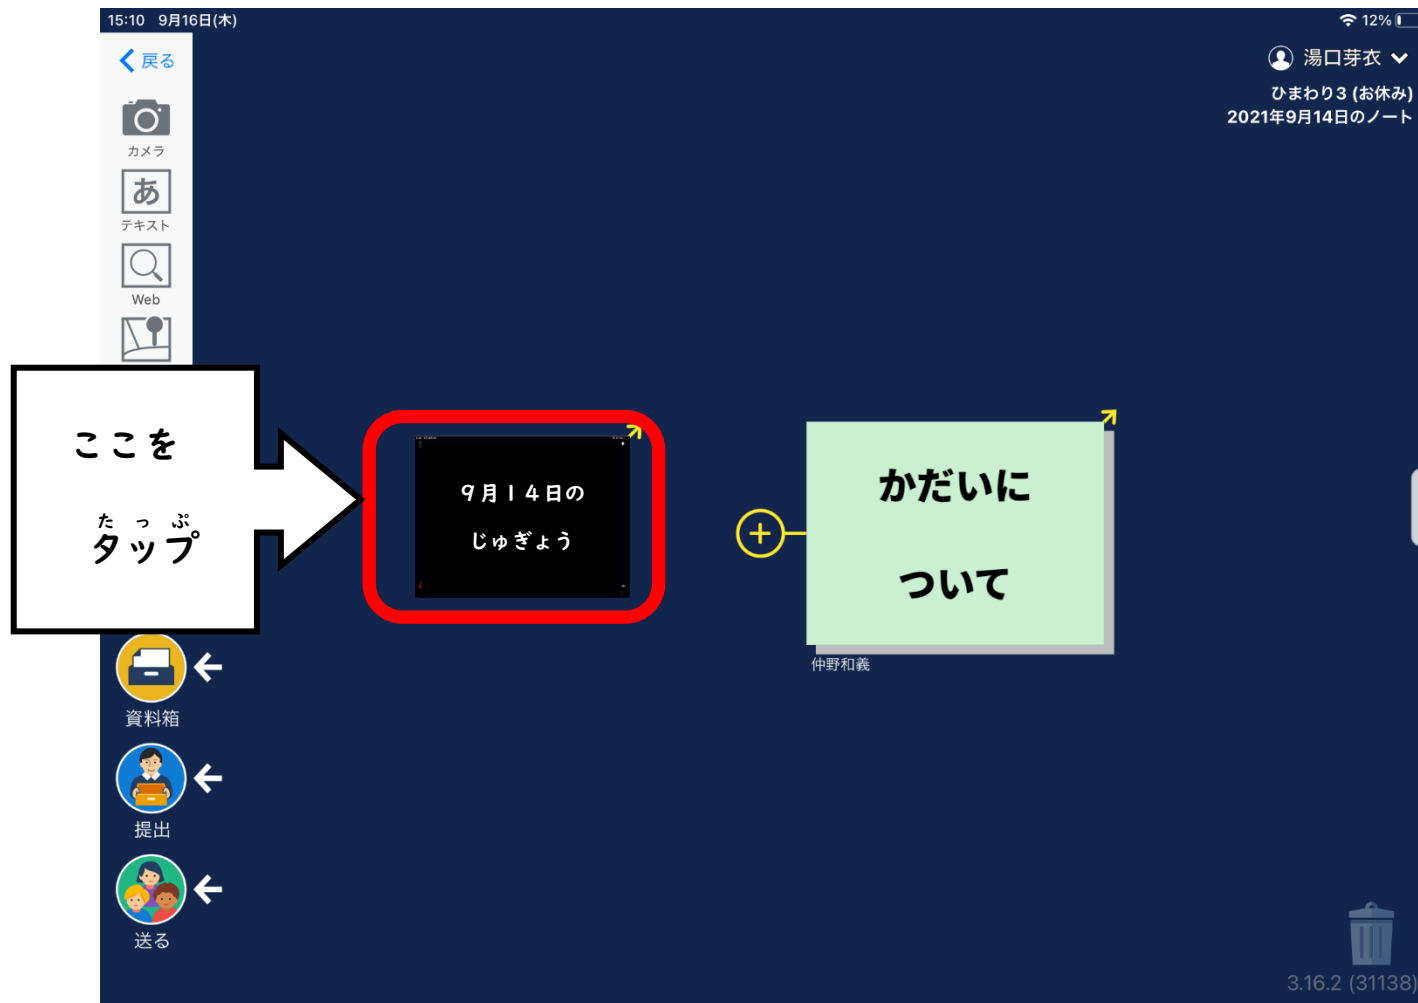 15:10 9月16日(木)
12%
戻る
湯口芽衣
ひまわり3 (お休み)
2021年9月14日のノート
カメラ
あ
テキスト
Web
ここを
たっぷ
タップ
9月14日の
じゅぎょう
かだいに
ついて
仲野和義
資料箱
提出
送る
3.16.2 (31138)